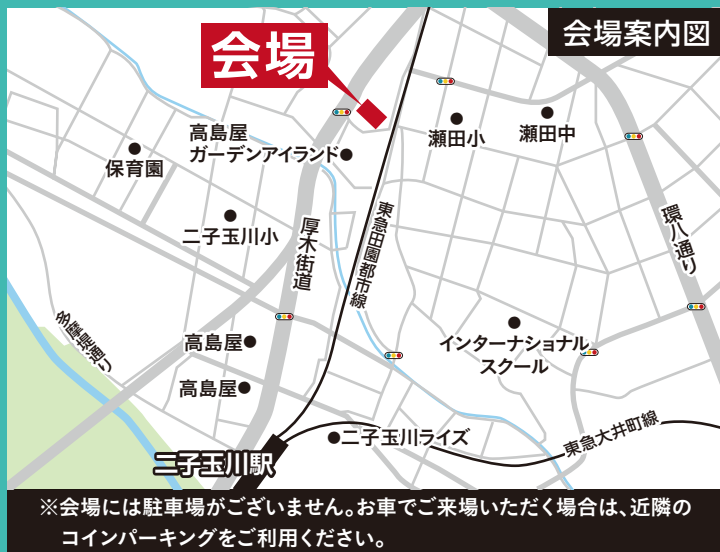 会場案内図
会場
高島屋
ガーデンアイランド
瀬田小
瀬田中
保育園
二子玉川小
厚木街道
東急田園都市線
環八通り
多摩堤通り
高島屋
インターナショナル
スクール
高島屋
二子玉川ライズ
東急大井町線
二子玉川駅
※会場には駐車場がございません。お車でご来場いただく場合は、近隣の
コインパーキングをご利用ください。